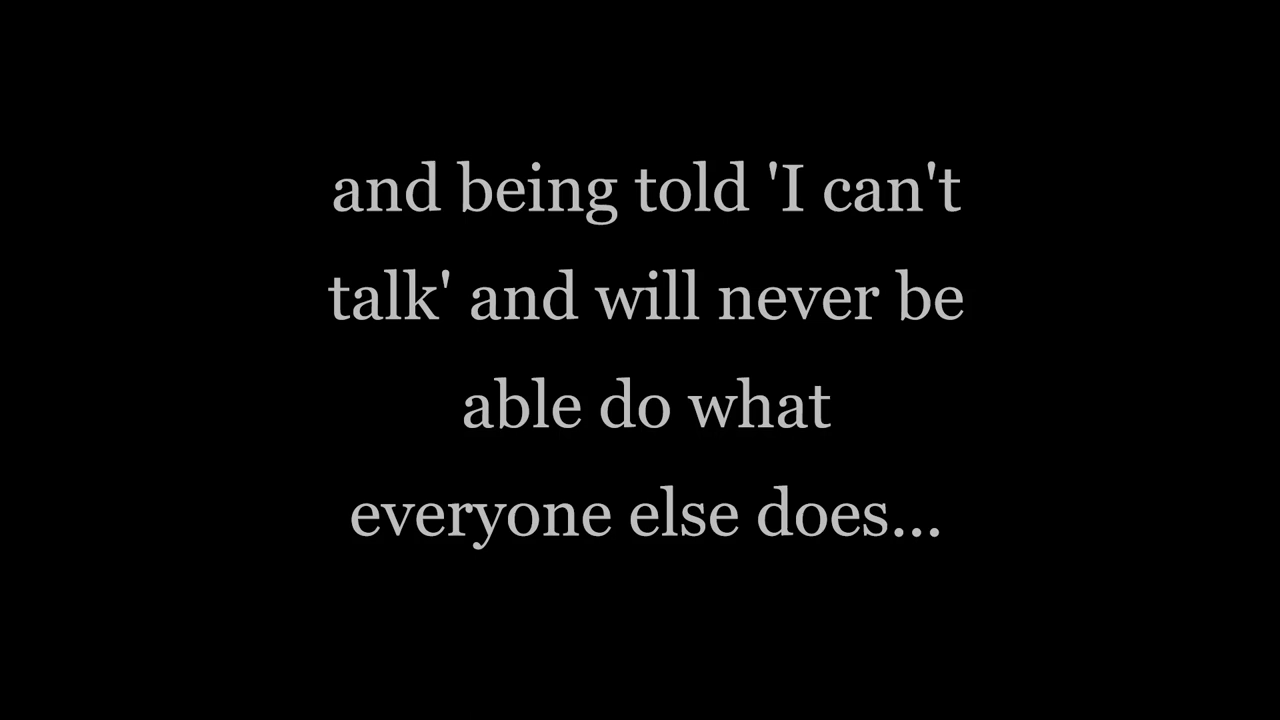 and being told 'I can't
talk' and will never be
able do what
everyone else does...